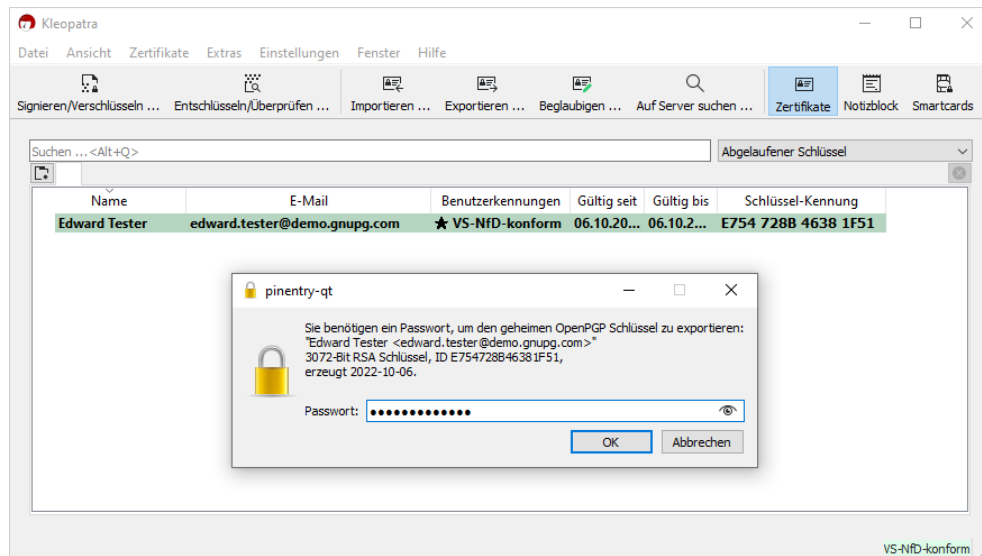 Kleopatra
Datei Ansicht Zertifikate Extras Einstellungen Fenster Hilfe
Signieren/Verschlüsseln ... Entschlüsseln/Überprüfen ... Importieren ... Exportieren ... Beglaubigen ... Auf Server suchen ... Zertifikate Notizblock Smartcards
Suchen ...<Alt+Q> Abgelaufener Schlüssel
Name E-Mail Benutzerkennungen Gültig seit Gültig bis Schlüssel-Kennung
Edward Tester edward.tester@demo.gnupg.com ★ VS-NfD-konform 06.10.20... 06.10.2... E754 728B 4638 1F51
pinentry-qt
Sie benötigen ein Passwort, um den geheimen OpenPGP Schlüssel zu exportieren:
"Edward Tester <edward.tester@demo.gnupg.com>"
3072-Bit RSA Schlüssel, ID E754728B46381F51,
erzeugt 2022-10-06.
Passwort: ●●●●●●●●●●●●●
OK Abbrechen
VS-NfD-konform